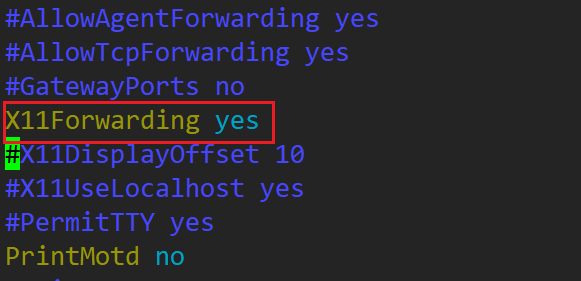 #AllowAgentForwarding yes
#AllowTcpForwarding yes
#GatewayPorts no
X11Forwarding yes
#X11DisplayOffset 10
#X11UseLocalhost yes
#PermitTTY yes
PrintMotd no